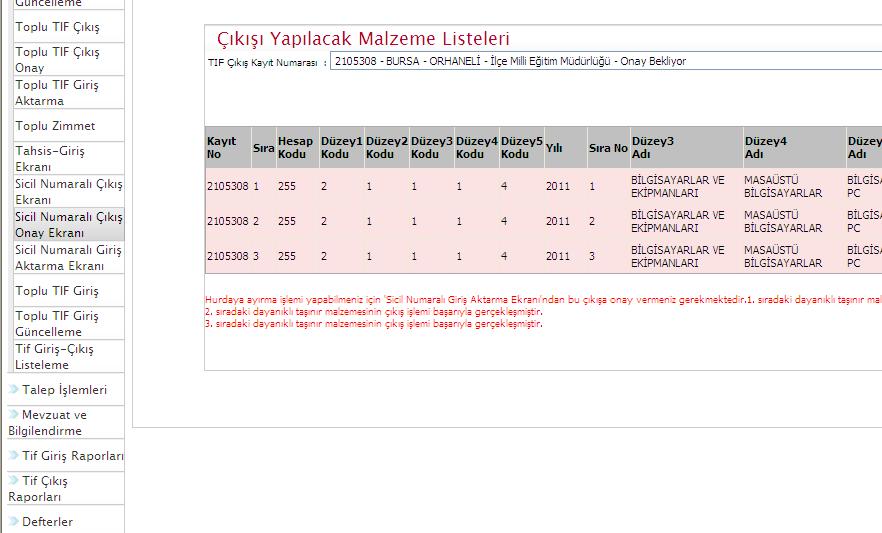 Güncelleme
Toplu TIF Çıkış
Toplu TIF Çıkış
Onay
Toplu TIF Giriş
Aktarma
Toplu Zimmet
Tahsis-Giriş
Ekranı
Sicil Numaralı Çıkış
Ekranı
Sicil Numaralı Çıkış
Onay Ekranı
Sicil Numaralı Giriş
Aktarma Ekranı
Toplu TIF Giriş
Toplu TIF Giriş
Güncelleme
Tif Giriş-Çıkış
Listeleme
Talep İşlemleri
Mevzuat ve
Bilgilendirme
Tif Giriş Raporları
Tif Çıkış
Raporları
Defterler
Çıkışı Yapılacak Malzeme Listeleri
TIF Çıkış Kayıt Numarası : 2105308 - BURSA - ORHANELİ - İlçe Milli Eğitim Müdürlüğü - Onay Bekliyor
Kayıt No Sıra Hesap Kodu Düzey1 Kodu Düzey2 Kodu Düzey3 Kodu Düzey4 Kodu Düzey5 Kodu Yılı Sıra No Düzey3 Adı Düzey4 Adı Düzey Adı
2105308 1 255 2 1 1 1 4 2011 1 BİLGİSAYARLAR VE EKİPMANLARI MASAÜSTÜ BİLGİSAYARLAR BİLGİS PC
2105308 2 255 2 1 1 1 4 2011 2 BİLGİSAYARLAR VE EKİPMANLARI MASAÜSTÜ BİLGİSAYARLAR BİLGİS PC
2105308 3 255 2 1 1 1 4 2011 3 BİLGİSAYARLAR VE EKİPMANLARI MASAÜSTÜ BİLGİSAYARLAR BİLGİS PC
Hurdaya ayırma işlemi yapabilmeniz için 'Sicil Numaralı Giriş Aktarma Ekranı'ndan bu çıkışa onay vermeniz gerekmektedir.1. sıradaki dayanıklı taşınır mal
2. sıradaki dayanıklı taşınır malzemesinin çıkış işlemi başarıyla gerçekleşmiştir.
3. sıradaki dayanıklı taşınır malzemesinin çıkış işlemi başarıyla gerçekleşmiştir.